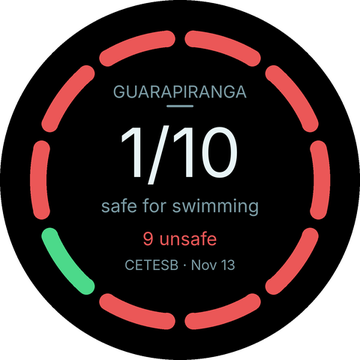 GUARAPIRANGA
1/10
safe for swimming
9 unsafe
CETESB · Nov 13